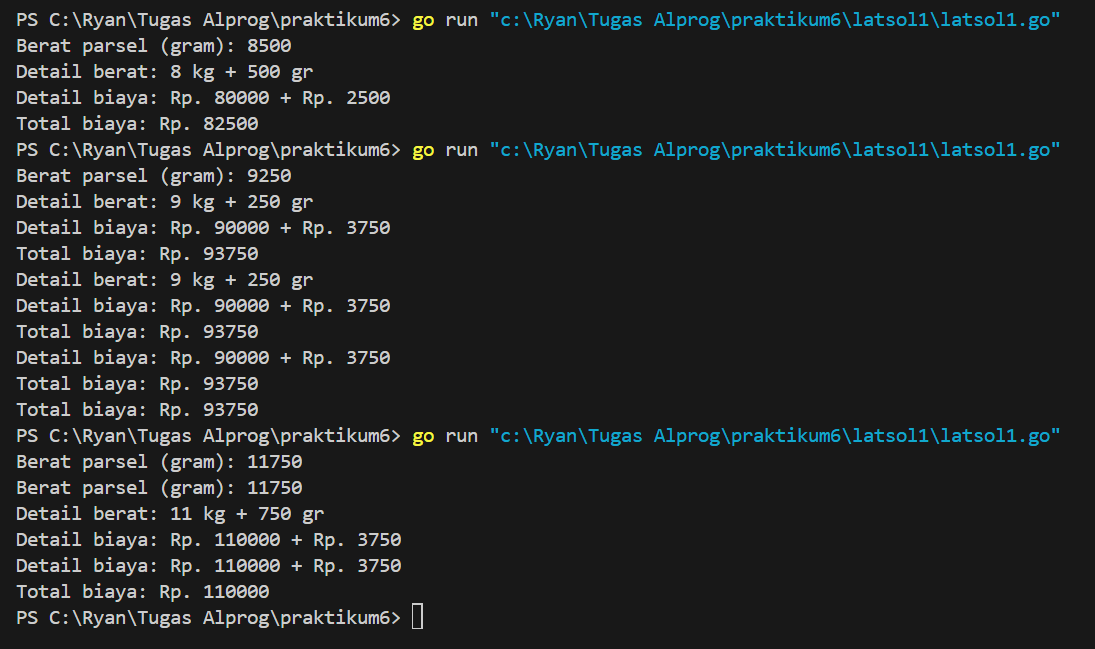 PS C:\Ryan\Tugas Alprog\praktikum6> go run "c:\Ryan\Tugas Alprog\praktikum6\latsol1\latsol1.go"
Berat parsel (gram): 8500
Detail berat: 8 kg + 500 gr
Detail biaya: Rp. 80000 + Rp. 2500
Total biaya: Rp. 82500
PS C:\Ryan\Tugas Alprog\praktikum6> go run "c:\Ryan\Tugas Alprog\praktikum6\latsol1\latsol1.go"
Berat parsel (gram): 9250
Detail berat: 9 kg + 250 gr
Detail biaya: Rp. 90000 + Rp. 3750
Total biaya: Rp. 93750
Detail berat: 9 kg + 250 gr
Detail biaya: Rp. 90000 + Rp. 3750
Total biaya: Rp. 93750
Detail biaya: Rp. 90000 + Rp. 3750
Total biaya: Rp. 93750
Total biaya: Rp. 93750
PS C:\Ryan\Tugas Alprog\praktikum6> go run "c:\Ryan\Tugas Alprog\praktikum6\latsol1\latsol1.go"
Berat parsel (gram): 11750
Berat parsel (gram): 11750
Detail berat: 11 kg + 750 gr
Detail biaya: Rp. 110000 + Rp. 3750
Detail biaya: Rp. 110000 + Rp. 3750
Total biaya: Rp. 110000
PS C:\Ryan\Tugas Alprog\praktikum6>